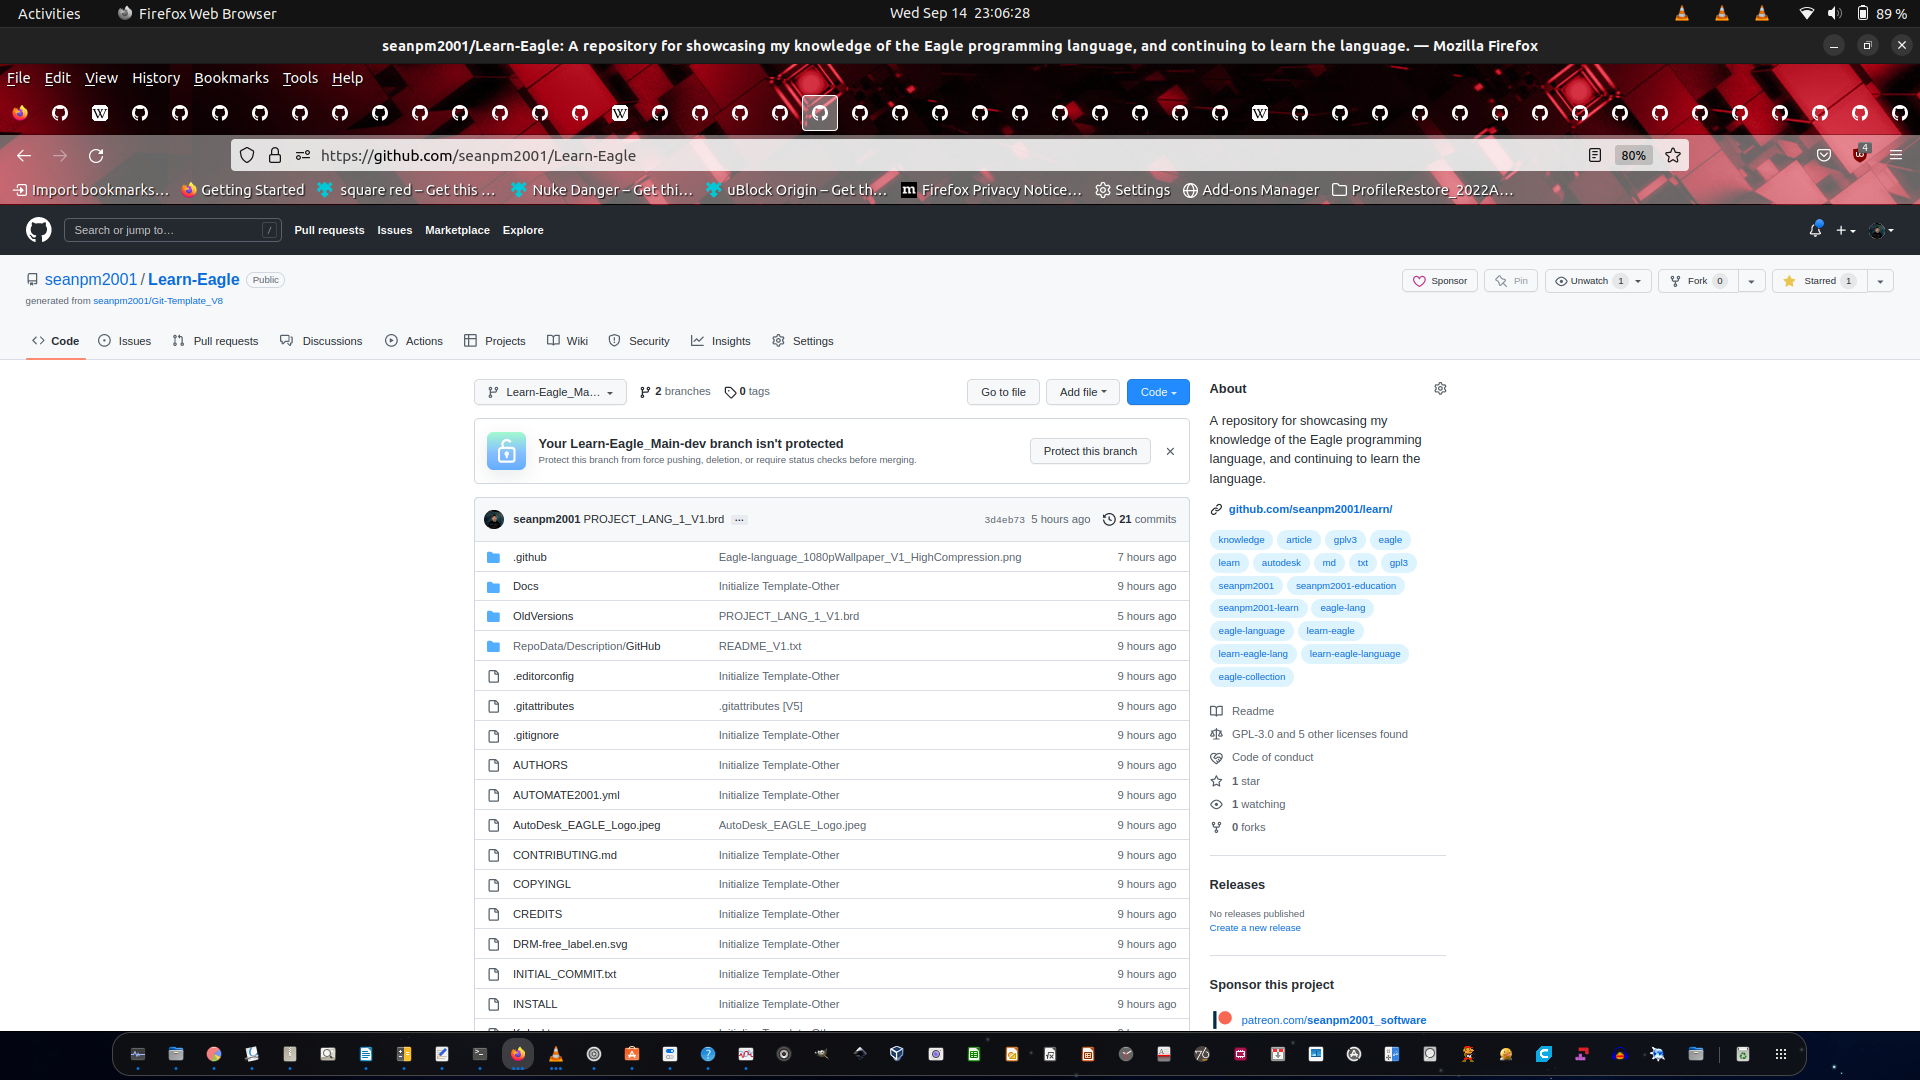 Activities
Firefox Web Browser
Wed Sep 14 23:06:28
89 %
seanpm2001/Learn-Eagle: A repository for showcasing my knowledge of the Eagle programming language, and continuing to learn the language. — Mozilla Firefox
File Edit View History Bookmarks Tools Help
https://github.com/seanpm2001/Learn-Eagle
80%
4
Import bookmarks…
Getting Started
square red – Get this …
Nuke Danger – Get thi…
uBlock Origin – Get th…
Firefox Privacy Notice…
Settings
Add-ons Manager
ProfileRestore_2022A…
Search or jump to…
/
Pull requests Issues Marketplace Explore
seanpm2001 / Learn-Eagle Public
generated from seanpm2001/Git-Template_V8
Sponsor
Pin
Unwatch 1
Fork 0
Starred 1
Code
Issues
Pull requests
Discussions
Actions
Projects
Wiki
Security
Insights
Settings
Learn-Eagle_Ma…
2 branches
0 tags
Go to file
Add file
Code
Your Learn-Eagle_Main-dev branch isn't protected
Protect this branch from force pushing, deletion, or require status checks before merging.
Protect this branch
seanpm2001 PROJECT_LANG_1_V1.brd …
3d4eb73 5 hours ago
21 commits
.github Eagle-language_1080pWallpaper_V1_HighCompression.png 7 hours ago
Docs Initialize Template-Other 9 hours ago
OldVersions PROJECT_LANG_1_V1.brd 5 hours ago
RepoData/Description/GitHub README_V1.txt 9 hours ago
.editorconfig Initialize Template-Other 9 hours ago
.gitattributes .gitattributes [V5] 9 hours ago
.gitignore Initialize Template-Other 9 hours ago
AUTHORS Initialize Template-Other 9 hours ago
AUTOMATE2001.yml Initialize Template-Other 9 hours ago
AutoDesk_EAGLE_Logo.jpeg AutoDesk_EAGLE_Logo.jpeg 9 hours ago
CONTRIBUTING.md Initialize Template-Other 9 hours ago
COPYINGL Initialize Template-Other 9 hours ago
CREDITS Initialize Template-Other 9 hours ago
DRM-free_label.en.svg Initialize Template-Other 9 hours ago
INITIAL_COMMIT.txt Initialize Template-Other 9 hours ago
INSTALL Initialize Template-Other 9 hours ago
About
A repository for showcasing my
knowledge of the Eagle programming
language, and continuing to learn the
language.
github.com/seanpm2001/learn/
knowledge article gplv3 eagle
learn autodesk md txt gpl3
seanpm2001 seanpm2001-education
seanpm2001-learn eagle-lang
eagle-language learn-eagle
learn-eagle-lang learn-eagle-language
eagle-collection
Readme
GPL-3.0 and 5 other licenses found
Code of conduct
1 star
1 watching
0 forks
Releases
No releases published
Create a new release
Sponsor this project
patreon.com/seanpm2001_software